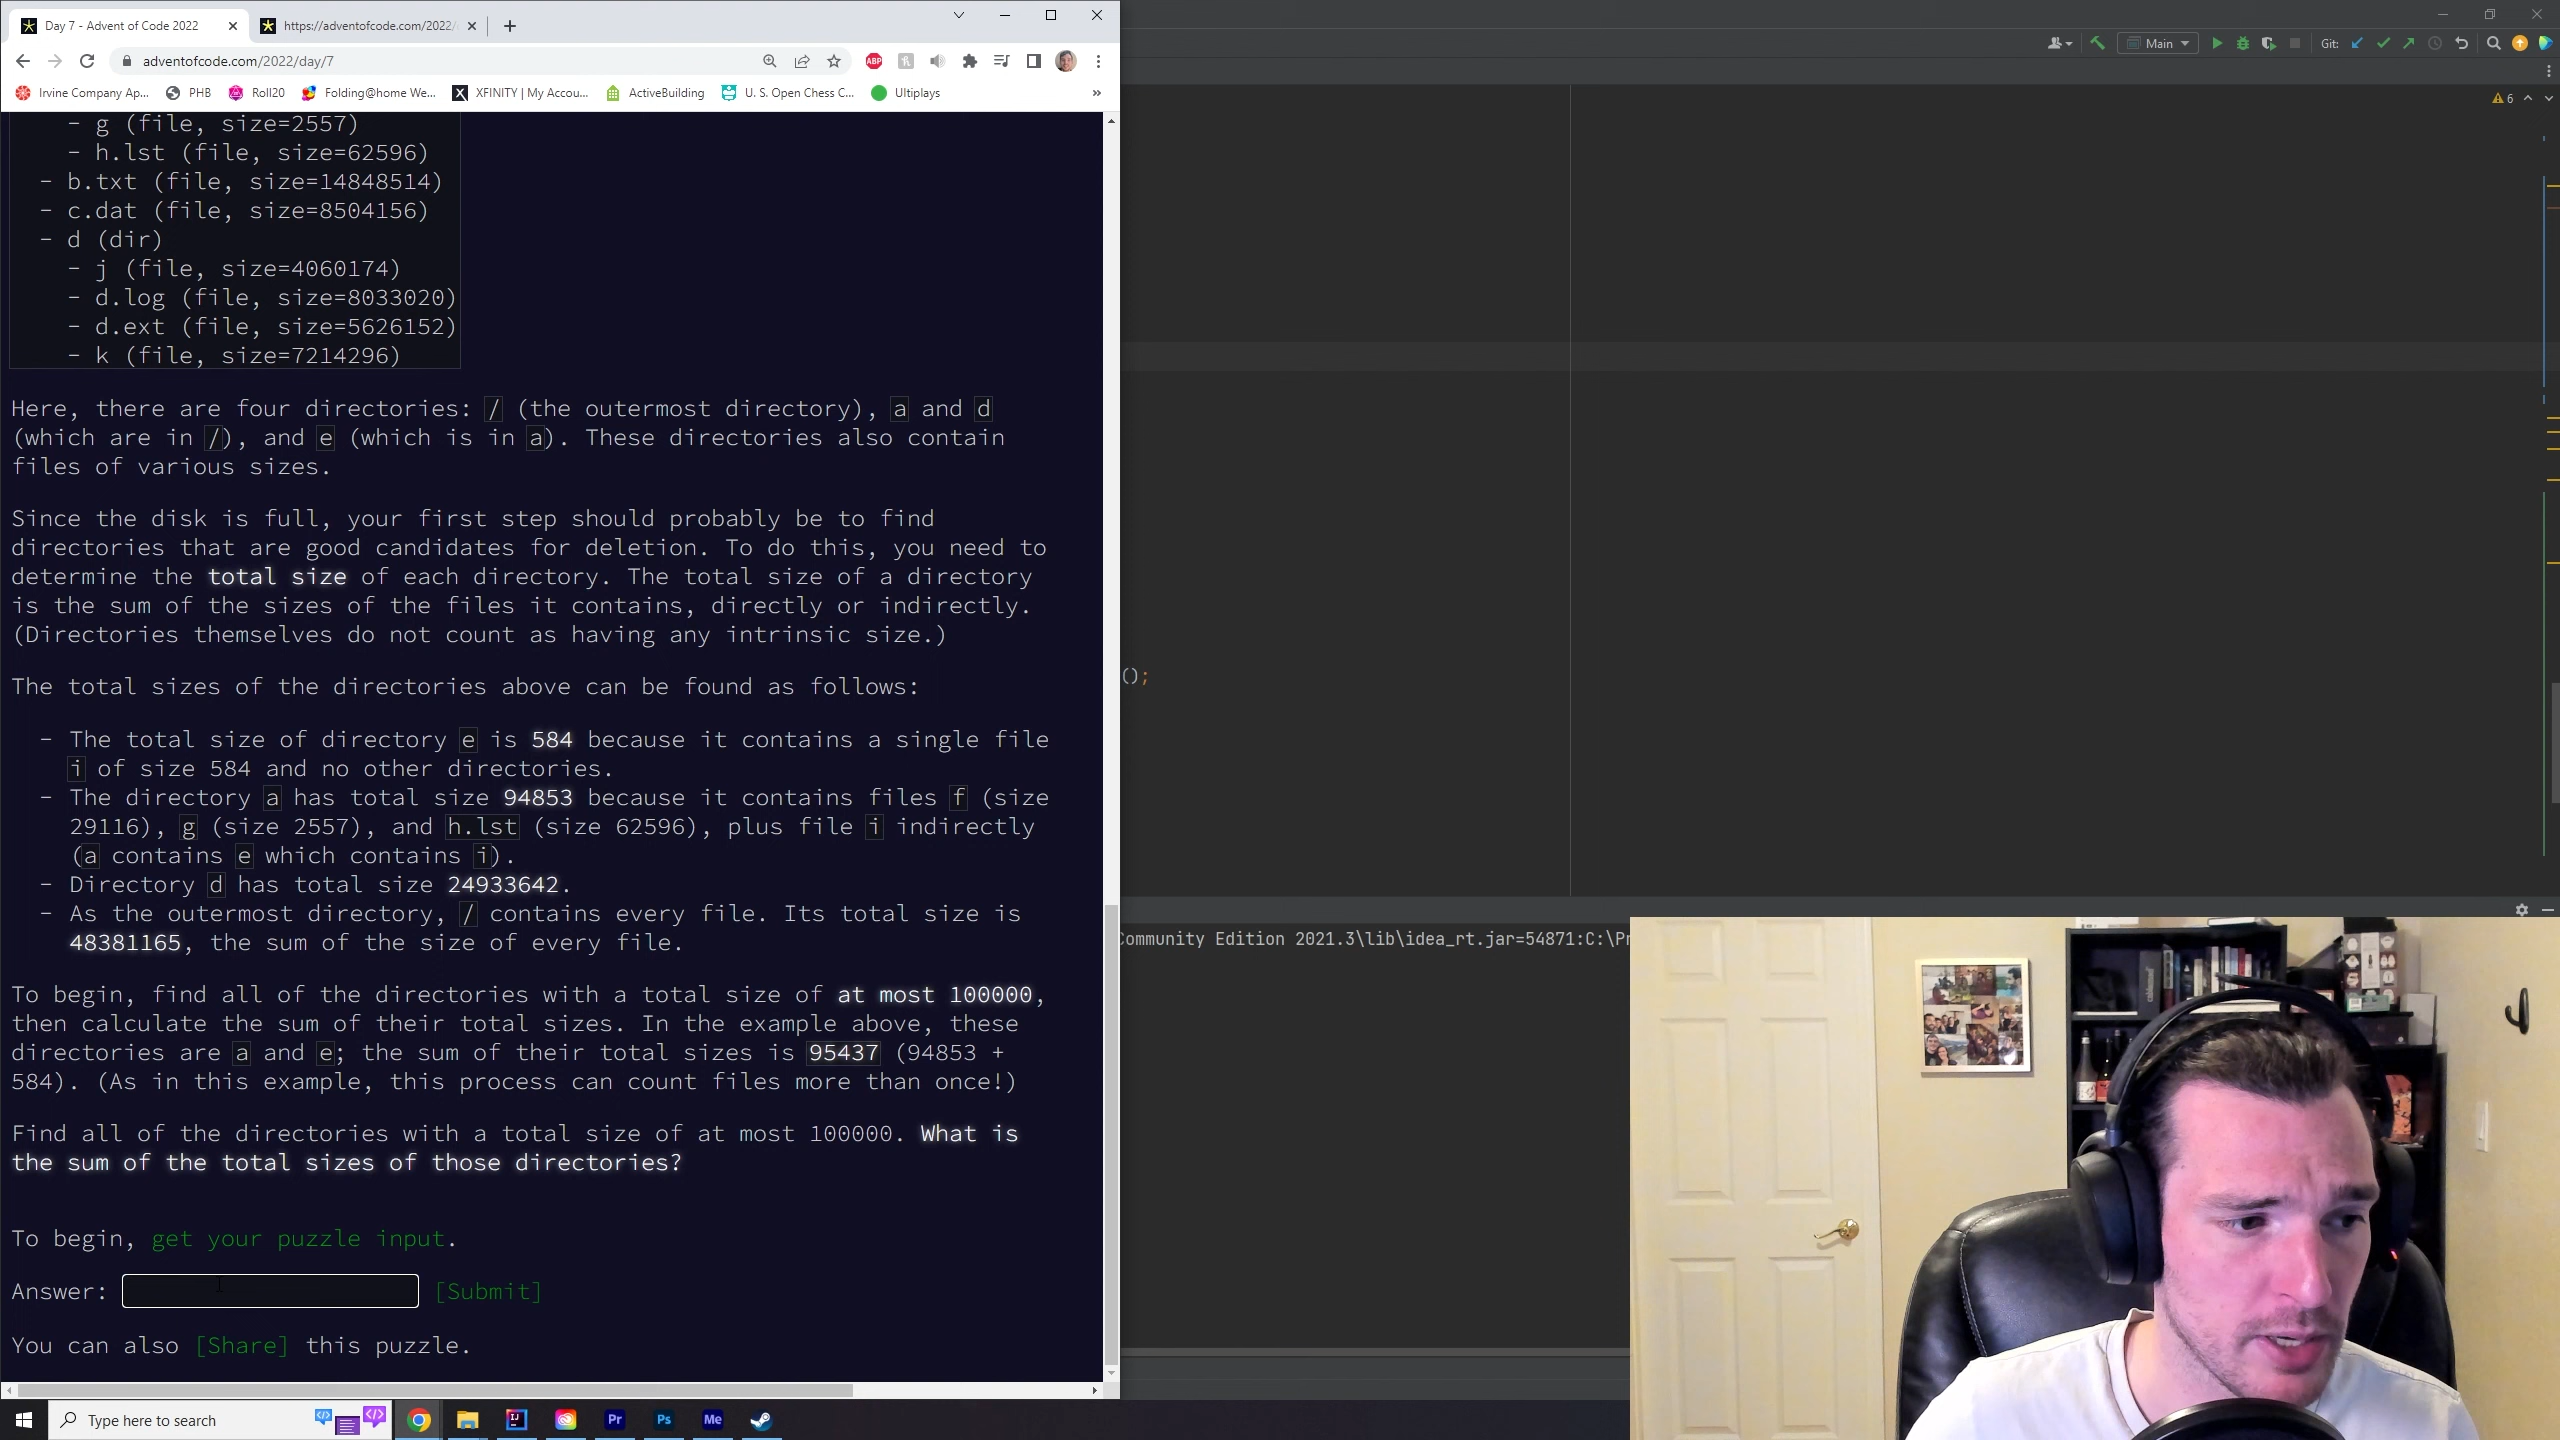 Day 7 - Advent of Code 2022
https://adventofcode.com/2022/
adventofcode.com/2022/day/7
ABP
Irvine Company Ap...
PHB
Roll20
Folding@home We...
XFINITY | My Accou...
ActiveBuilding
U. S. Open Chess C...
Ultiplays
»
Main
Git:
6
- g (file, size=2557)
- h.lst (file, size=62596)
- b.txt (file, size=14848514)
- c.dat (file, size=8504156)
- d (dir)
- j (file, size=4060174)
- d.log (file, size=8033020)
- d.ext (file, size=5626152)
- k (file, size=7214296)
Here, there are four directories: / (the outermost directory), a and d
(which are in /), and e (which is in a). These directories also contain
files of various sizes.
Since the disk is full, your first step should probably be to find
directories that are good candidates for deletion. To do this, you need to
determine the total size of each directory. The total size of a directory
is the sum of the sizes of the files it contains, directly or indirectly.
(Directories themselves do not count as having any intrinsic size.)
The total sizes of the directories above can be found as follows:
- The total size of directory e is 584 because it contains a single file
i of size 584 and no other directories.
- The directory a has total size 94853 because it contains files f (size
29116), g (size 2557), and h.lst (size 62596), plus file i indirectly
(a contains e which contains i).
- Directory d has total size 24933642.
- As the outermost directory, / contains every file. Its total size is
48381165, the sum of the size of every file.
To begin, find all of the directories with a total size of at most 100000,
then calculate the sum of their total sizes. In the example above, these
directories are a and e; the sum of their total sizes is 95437 (94853 +
584). (As in this example, this process can count files more than once!)
Find all of the directories with a total size of at most 100000. What is
the sum of the total sizes of those directories?
To begin, get your puzzle input.
Answer: [Submit]
You can also [Share] this puzzle.
();
Community Edition 2021.3\lib\idea_rt.jar=54871:C:\Pr
Type here to search
Pr
Ps
Me